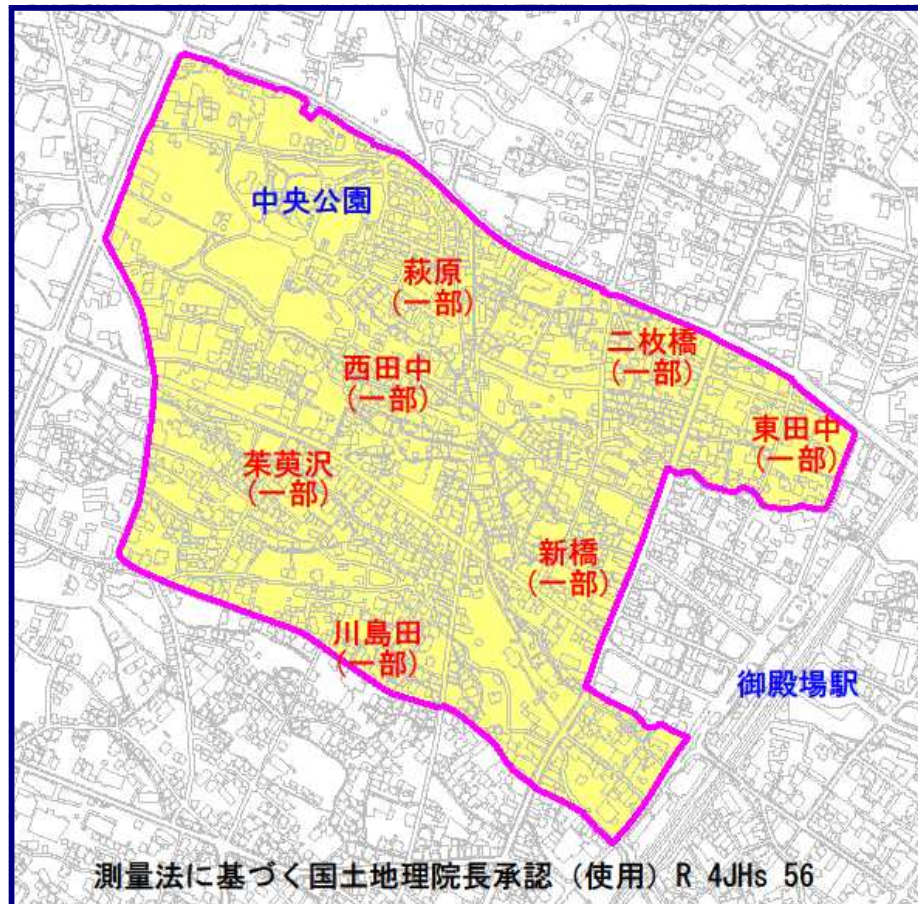 中央公園
萩原
(一部)
二枚橋
(一部)
西田中
(一部)
東田中
(一部)
茱萸沢
(一部)
新橋
(一部)
川島田
(一部)
御殿場駅
測量法に基づく国土地理院長承認（使用）R 4JHs 56